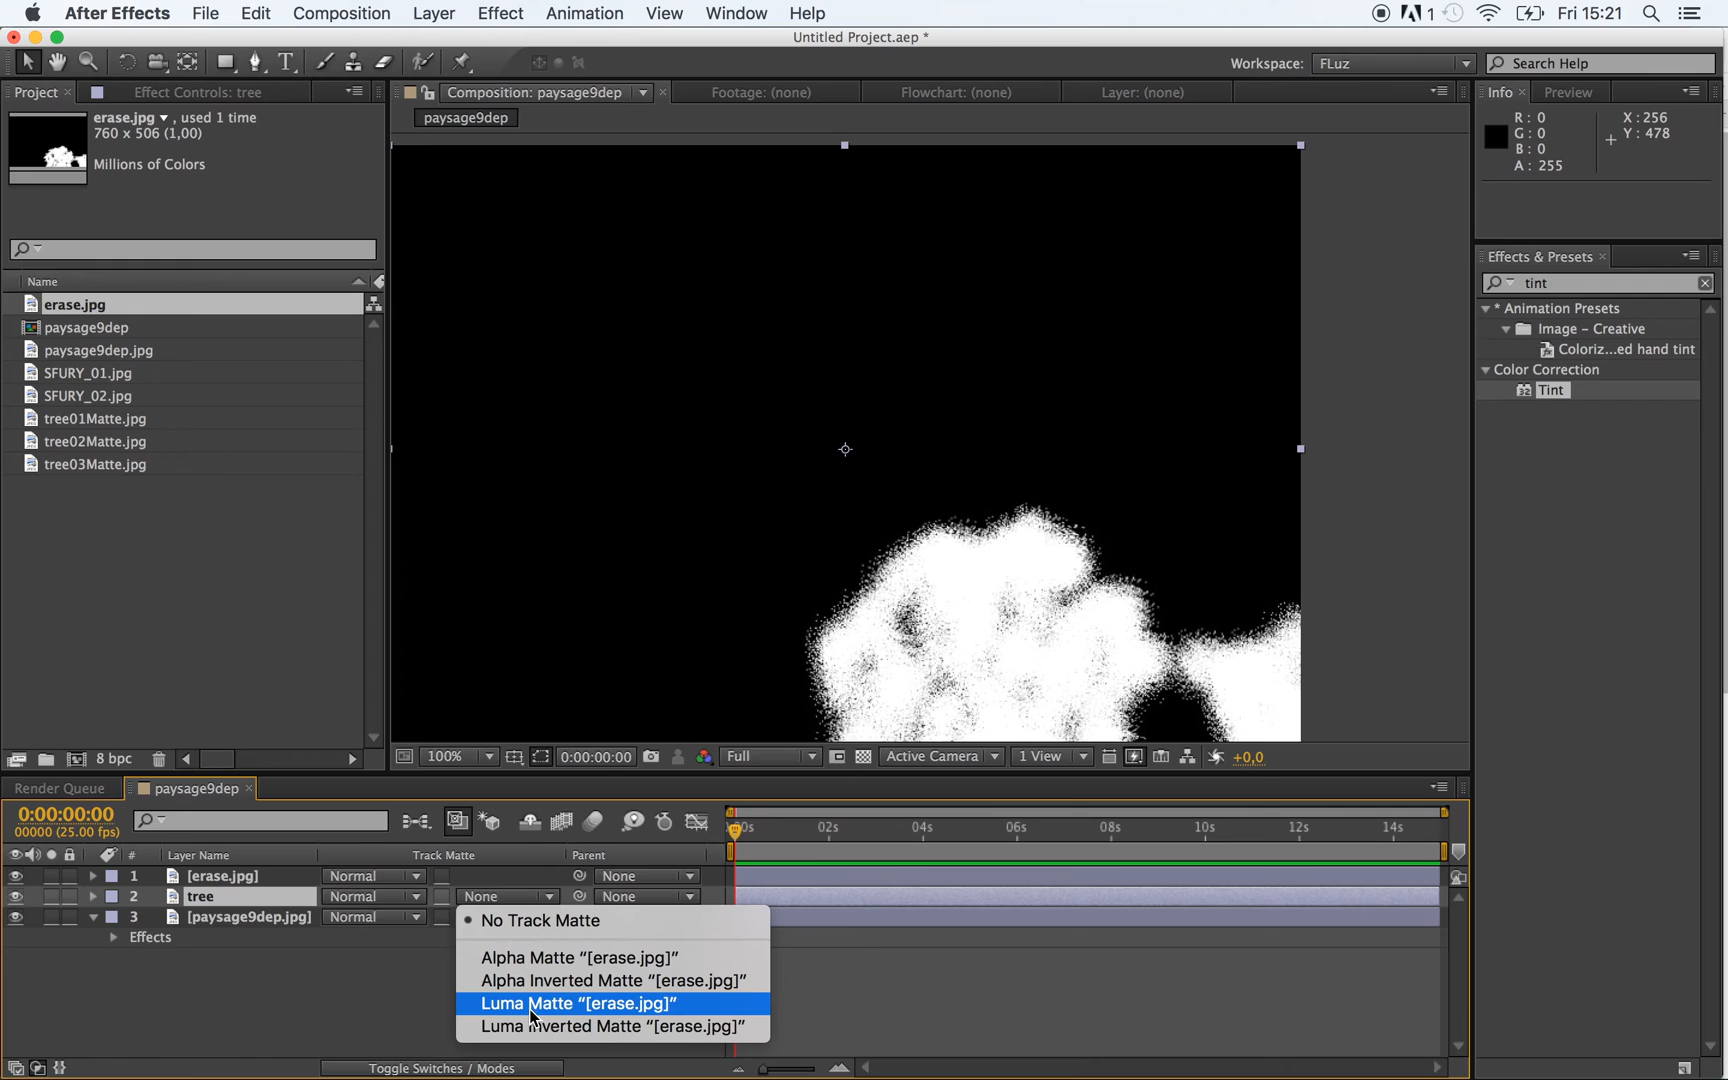 After Effects File Edit Composition Layer Effect Animation View Window Help
1 Fri 15:21
Untitled Project.aep *
Workspace: FLuz Search Help
Project × Effect Controls: tree
Composition: paysage9dep × Footage: (none) Flowchart: (none) Layer: (none)
Info × Preview
erase.jpg , used 1 time
760 x 506 (1,00)
Millions of Colors
paysage9dep
R: 0
G: 0
B: 0
A: 255
X: 256
Y: 478
Effects & Presets ×
tint
* Animation Presets
Image - Creative
Coloriz...ed hand tint
Color Correction
32 Tint
Name
erase.jpg
paysage9dep
paysage9dep.jpg
SFURY_01.jpg
SFURY_02.jpg
tree01Matte.jpg
tree02Matte.jpg
tree03Matte.jpg
8 bpc
100% 0:00:00:00 Full Active Camera 1 View +0,0
Render Queue paysage9dep ×
0:00:00:00
00000 (25.00 fps)
:00s 02s 04s 06s 08s 10s 12s 14s
# Layer Name Track Matte Parent
1 [erase.jpg] Normal None
2 tree Normal None None
3 [paysage9dep.jpg] Normal
Effects
No Track Matte
Alpha Matte “[erase.jpg]”
Alpha Inverted Matte “[erase.jpg]”
Luma Matte “[erase.jpg]”
Luma Inverted Matte “[erase.jpg]”
Toggle Switches / Modes